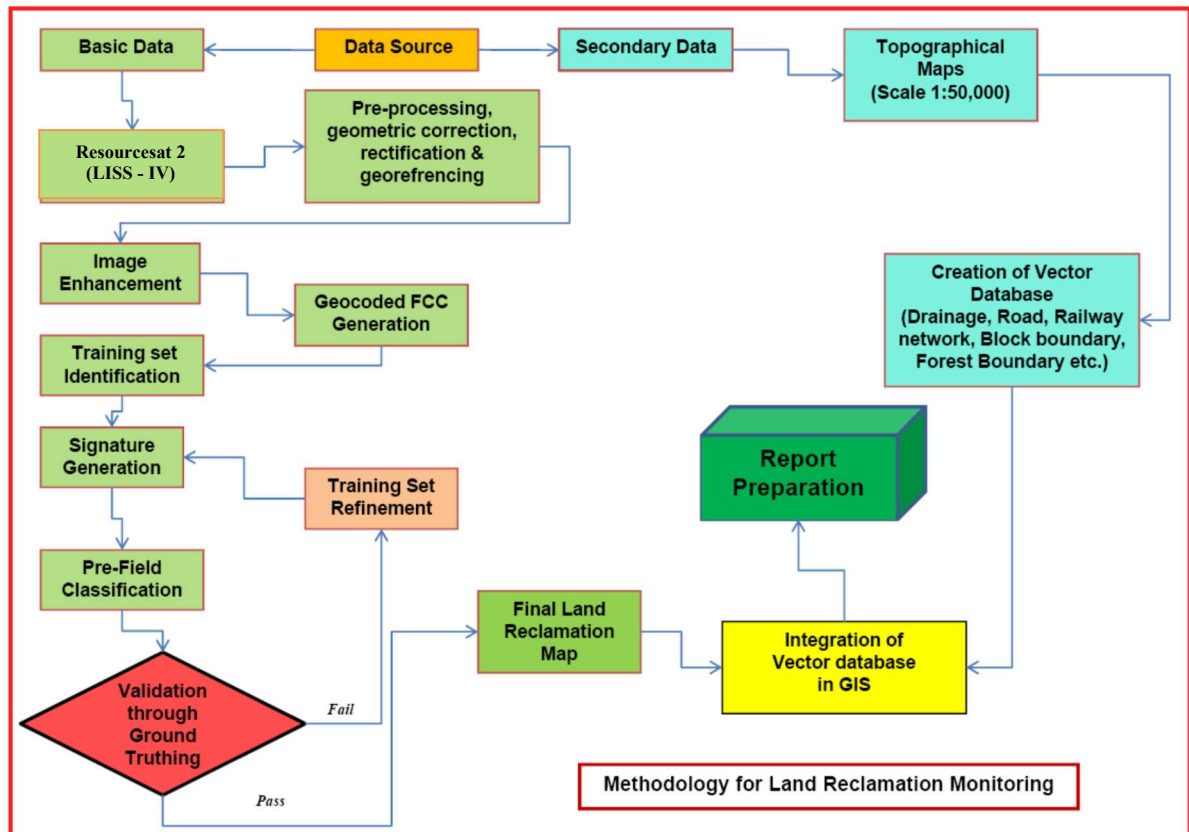 Basic Data
Data Source
Secondary Data
Topographical
Maps
(Scale 1:50,000)
Resourcesat 2
(LISS - IV)
Pre-processing,
geometric correction,
rectification &
georefrencing
Image
Enhancement
Geocoded FCC
Generation
Creation of Vector
Database
(Drainage, Road, Railway
network, Block boundary,
Forest Boundary etc.)
Training set
Identification
Signature
Generation
Training Set
Refinement
Report
Preparation
Pre-Field
Classification
Final Land
Reclamation
Map
Integration of
Vector database
in GIS
Validation
through
Ground
Truthing
Fail
Pass
Methodology for Land Reclamation Monitoring